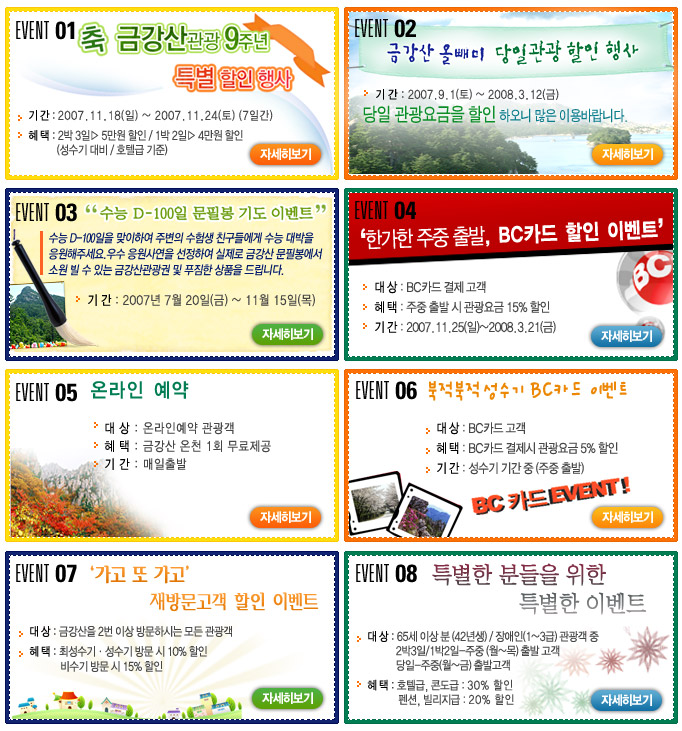 EVENT 01
축 금강산관광 9주년
특별 할인 행사
기간 : 2007.11.18(일) ~ 2007.11.24(토) (7일간)
혜택 : 2박 3일▷ 5만원 할인 / 1박 2일▷ 4만원 할인
(성수기 대비 / 호텔급 기준)
자세히보기
EVENT 02
금강산 올빼미 당일관광 할인 행사
기간 : 2007.9.1(토) ~ 2008.3.12(금)
당일 관광요금을 할인 하오니 많은 이용바랍니다.
자세히보기
EVENT 03
“수능 D-100일 문필봉 기도 이벤트”
수능 D-100일을 맞이하여 주변의 수험생 친구들에게 수능 대박을
응원해주세요.우수 응원사연을 선정하여 실제로 금강산 문필봉에서
소원 빌 수 있는 금강산관광권 및 푸짐한 상품을 드립니다.
기간 : 2007년 7월 20일(금) ~ 11월 15일(목)
자세히보기
EVENT 04
‘한가한 주중 출발, BC카드 할인 이벤트’
BC
대상 : BC카드 결제 고객
혜택 : 주중 출발 시 관광요금 15% 할인
기간 : 2007.11.25(일)~2008.3.21(금)
자세히보기
EVENT 05
온라인 예약
대상 : 온라인예약 관광객
혜택 : 금강산 온천 1회 무료제공
기간 : 매일출발
자세히보기
EVENT 06
북적북적 성수기 BC카드 이벤트
대상 : BC카드 고객
혜택 : BC카드 결제시 관광요금 5% 할인
기간 : 성수기 기간 중 (주중 출발)
BC 카드 EVENT!
자세히보기
EVENT 07
‘가고 또 가고’
재방문고객 할인 이벤트
대상 : 금강산을 2번 이상 방문하시는 모든 관광객
혜택 : 최성수기 · 성수기 방문 시 10% 할인
비수기 방문 시 15% 할인
자세히보기
EVENT 08
특별한 분들을 위한
특별한 이벤트
대상 : 65세 이상 분 (42년생) / 장애인(1~3급) 관광객 중
2박3일/1박2일-주중 (월~목) 출발 고객
당일-주중(월~금) 출발고객
혜택 : 호텔급, 콘도급 : 30% 할인
펜션, 빌리지급 : 20% 할인
자세히보기